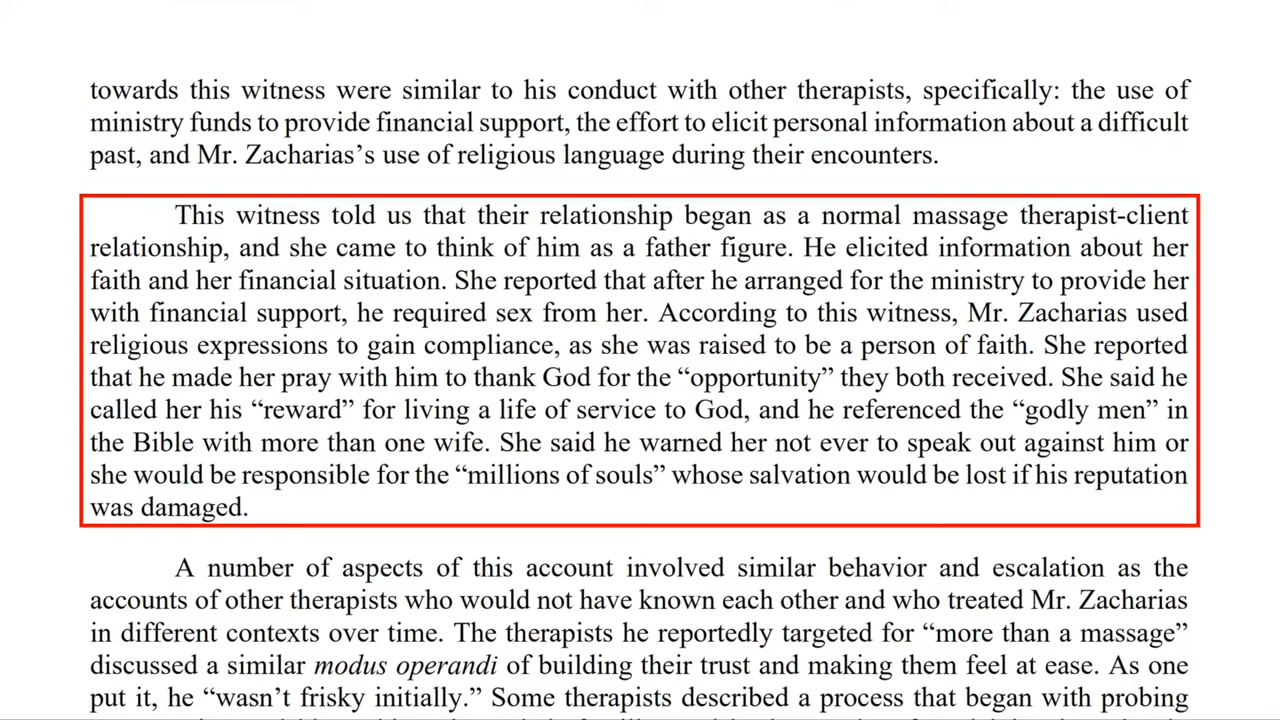 towards this witness were similar to his conduct with other therapists, specifically: the use of
ministry funds to provide financial support, the effort to elicit personal information about a difficult
past, and Mr. Zacharias’s use of religious language during their encounters.
This witness told us that their relationship began as a normal massage therapist-client
relationship, and she came to think of him as a father figure. He elicited information about her
faith and her financial situation. She reported that after he arranged for the ministry to provide her
with financial support, he required sex from her. According to this witness, Mr. Zacharias used
religious expressions to gain compliance, as she was raised to be a person of faith. She reported
that he made her pray with him to thank God for the “opportunity” they both received. She said he
called her his “reward” for living a life of service to God, and he referenced the “godly men” in
the Bible with more than one wife. She said he warned her not ever to speak out against him or
she would be responsible for the “millions of souls” whose salvation would be lost if his reputation
was damaged.
A number of aspects of this account involved similar behavior and escalation as the
accounts of other therapists who would not have known each other and who treated Mr. Zacharias
in different contexts over time. The therapists he reportedly targeted for “more than a massage”
discussed a similar modus operandi of building their trust and making them feel at ease. As one
put it, he “wasn’t frisky initially.” Some therapists described a process that began with probing